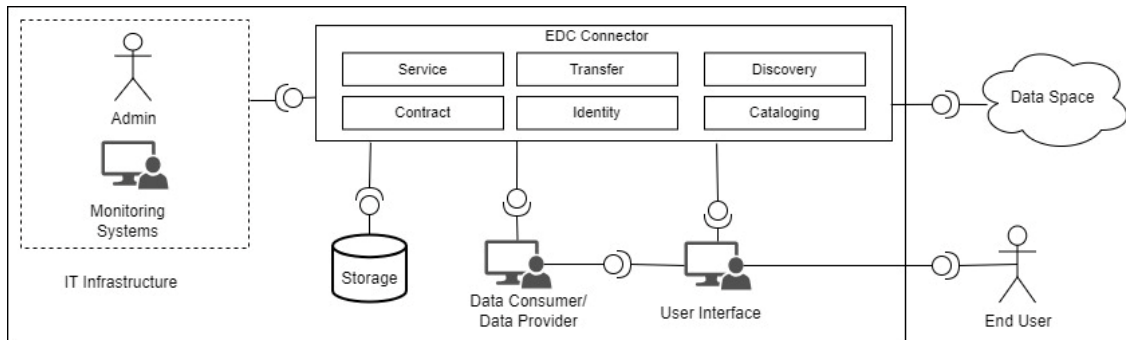 EDC Connector
Service
Transfer
Discovery
Contract
Identity
Cataloging
Admin
Monitoring
Systems
IT Infrastructure
Storage
Data Consumer/
Data Provider
User Interface
Data Space
End User